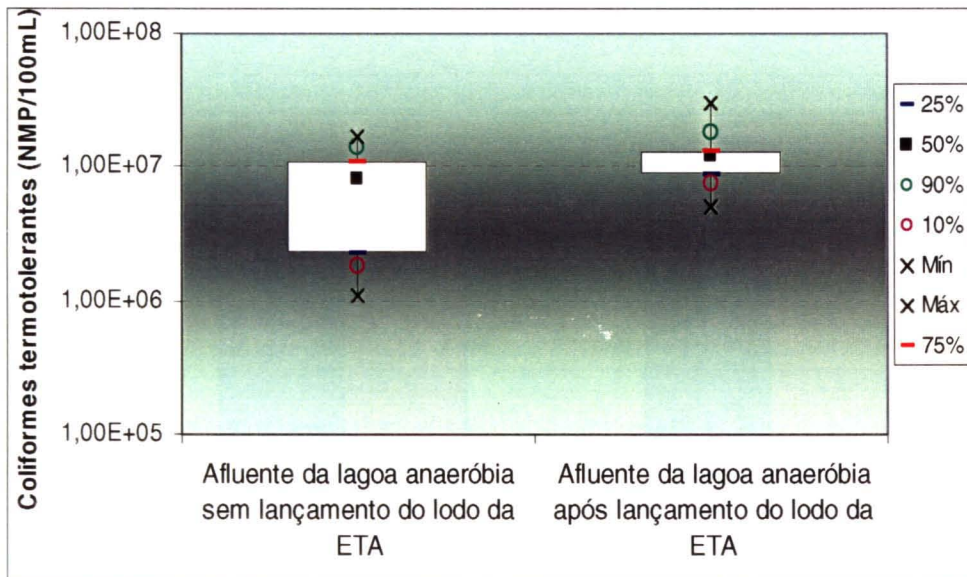 Coliformes termotolerantes (NMP/100mL)
1,00E+08
1,00E+07
1,00E+06
1,00E+05
Afluente da lagoa anaeróbia
sem lançamento do lodo da
ETA
Afluente da lagoa anaeróbia
após lançamento do lodo da
ETA
25%
50%
90%
10%
Mín
Máx
75%